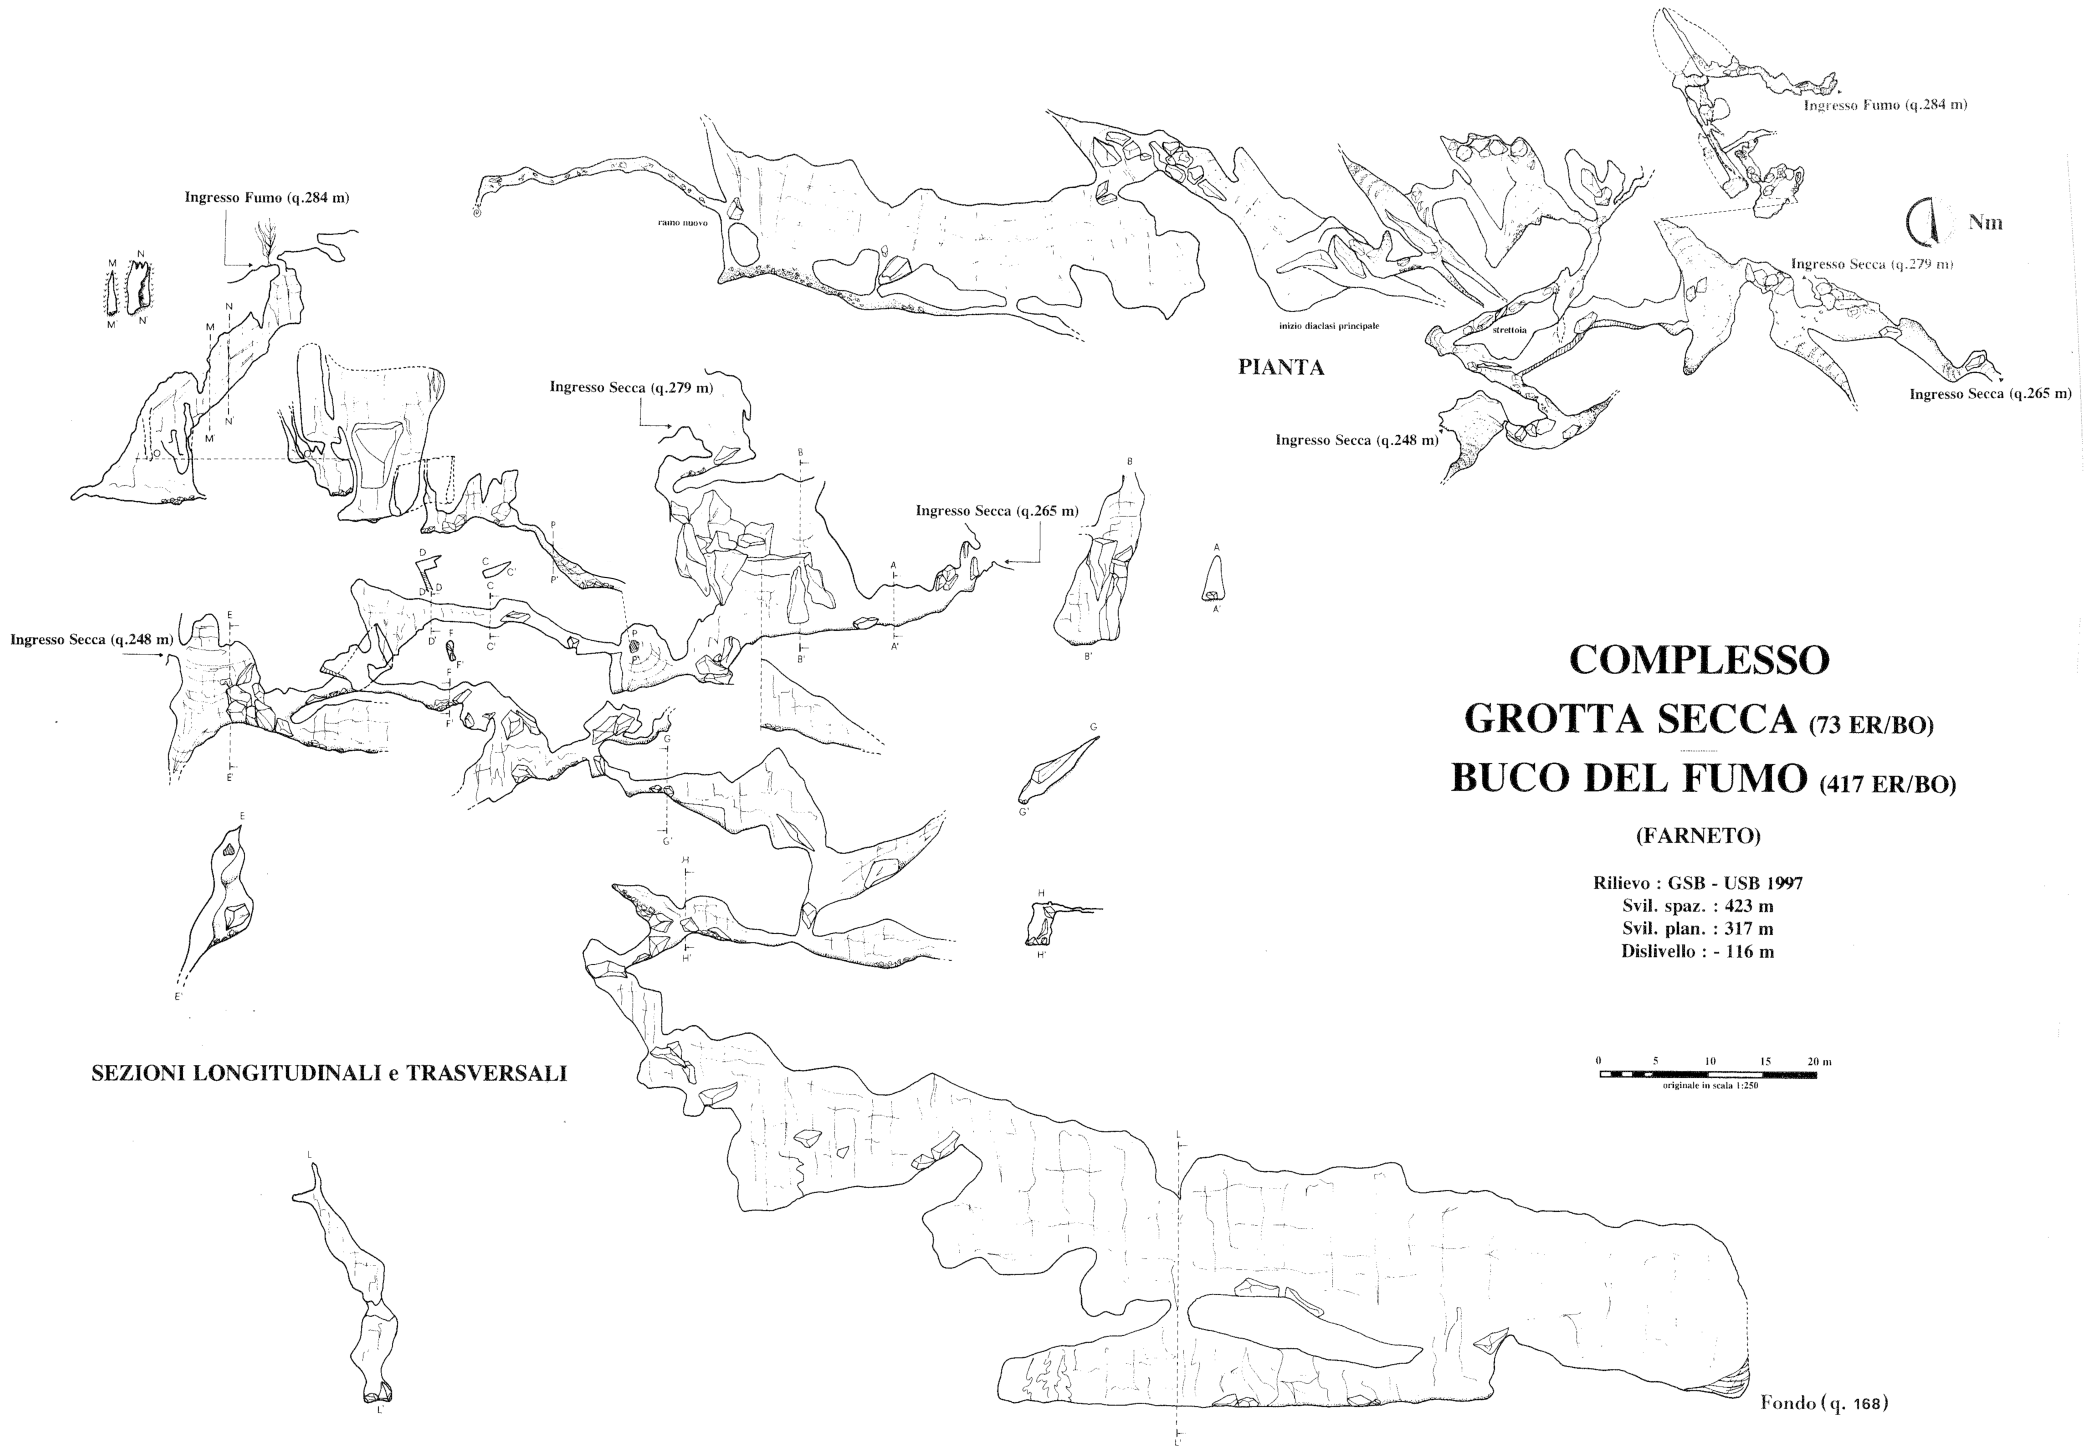 Ingresso Fumo (q.284 m)
Nm
Ingresso Secca (q.279 m)
Ingresso Secca (q.265 m)
Ingresso Secca (q.248 m)
ramo nuovo
inizio diaclasi principale
strettoia
PIANTA
Ingresso Fumo (q.284 m)
M
N
M'
N'
N
M
N'
M'
O
O
Ingresso Secca (q.279 m)
B
Ingresso Secca (q.265 m)
B
A
P
P'
D
C
C'
D'
D
C
D'
C'
A
A'
B'
A'
B'
P
P'
E
Ingresso Secca (q.248 m)
F
F'
F
F'
E'
G
G'
G
G'
E
E'
H
H'
H
H'
COMPLESSO
GROTTA SECCA (73 ER/BO)
BUCO DEL FUMO (417 ER/BO)
(FARNETO)
Rilievo : GSB - USB 1997
Svil. spaz. : 423 m
Svil. plan. : 317 m
Dislivello : - 116 m
0 5 10 15 20 m
originale in scala 1:250
SEZIONI LONGITUDINALI e TRASVERSALI
L
L'
L
L'
Fondo ( q. 168 )